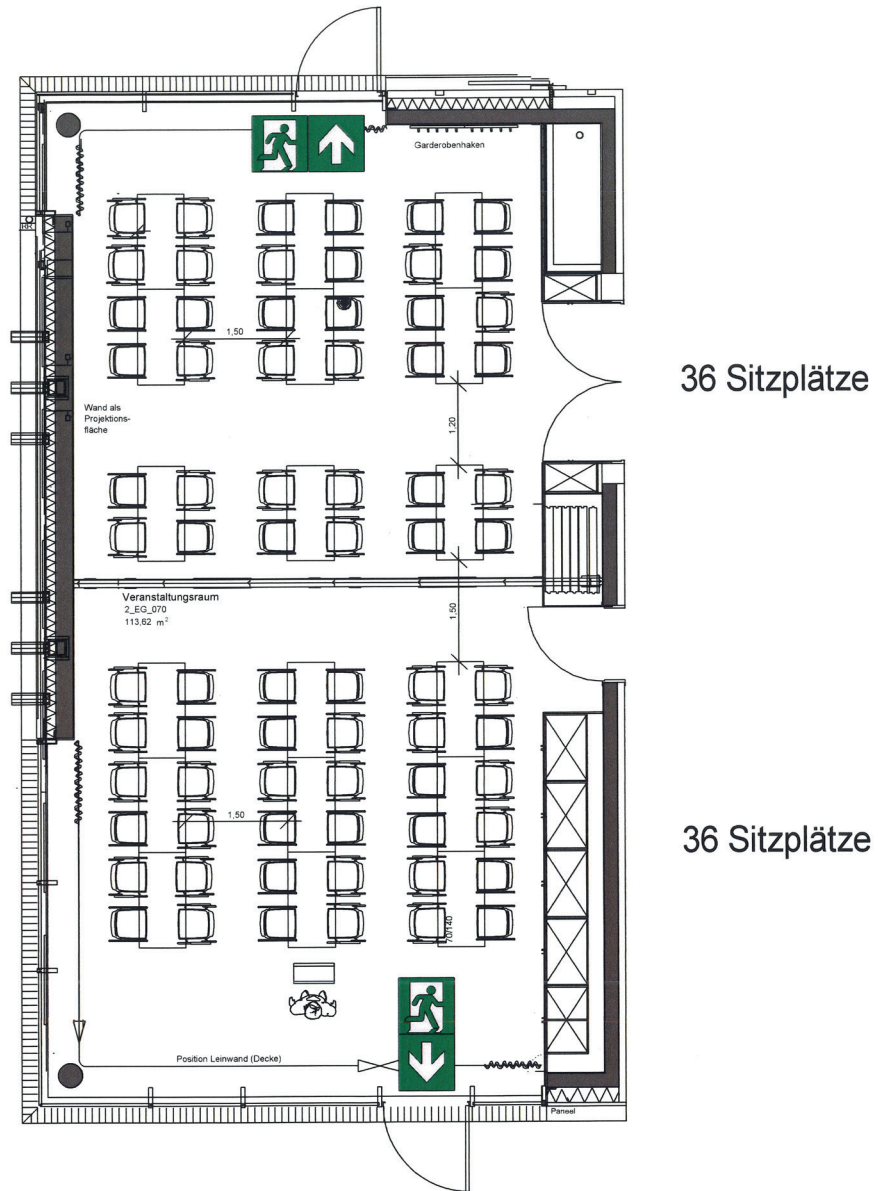 Garderobenhaken
1,50
36 Sitzplätze
Wand als
Projektions-
fläche
1,20
Veranstaltungsraum
2_EG_070
113,62 m²
1,50
1,50
36 Sitzplätze
70/140
Position Leinwand (Decke)
Paneel